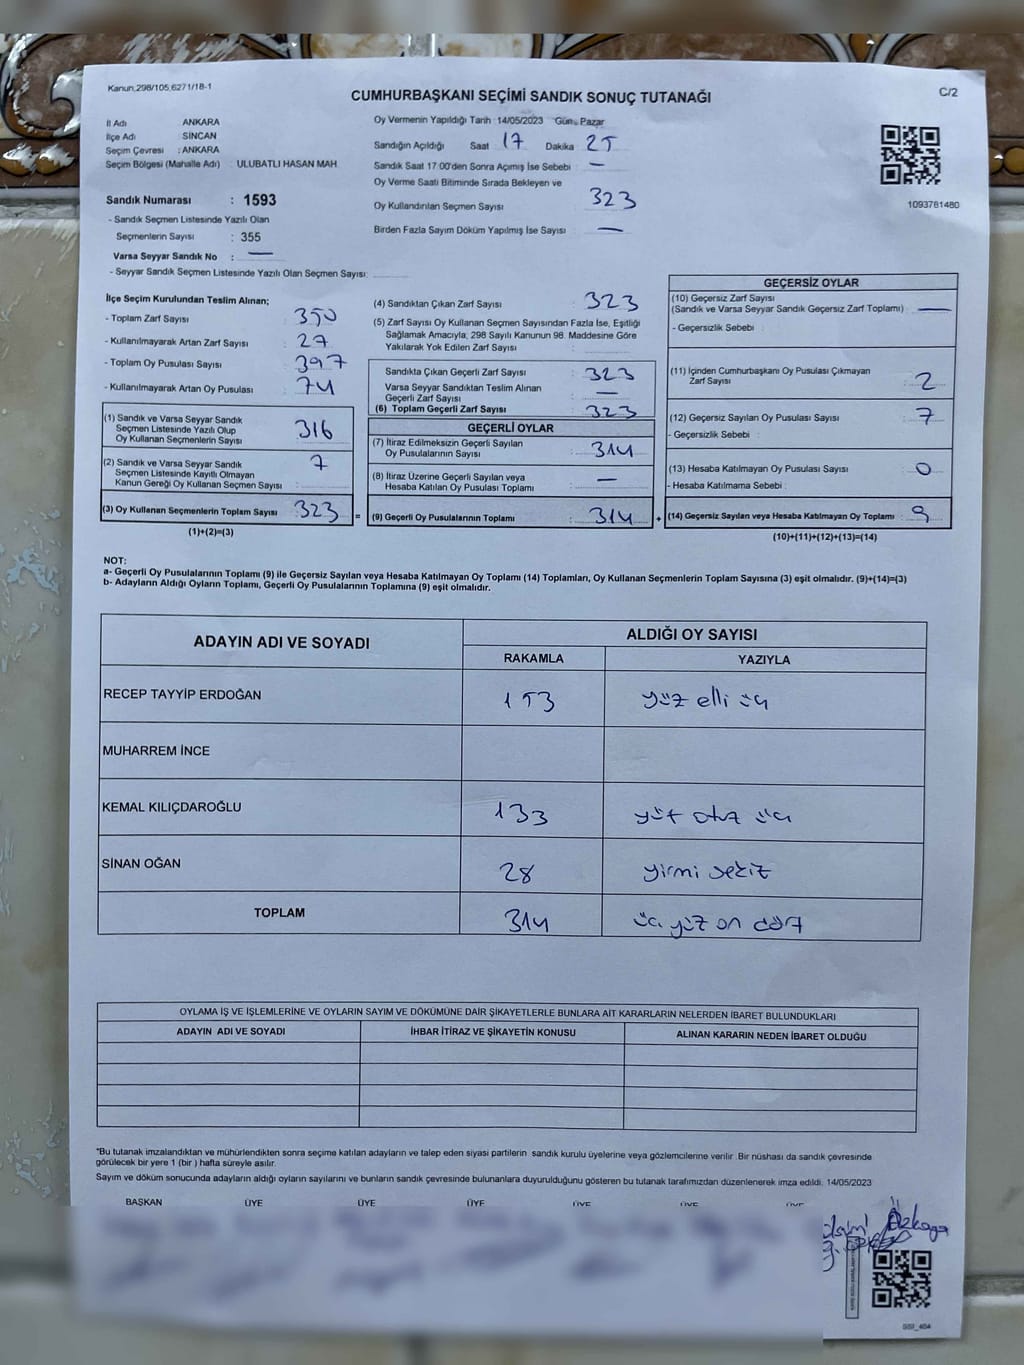 Kanun,298/105,6271/18-1
C/2
CUMHURBAŞKANI SEÇİMİ SANDIK SONUÇ TUTANAĞI
İl Adı ANKARA
İlçe Adı SİNCAN
Seçim Çevresi : ANKARA
Seçim Bölgesi (Mahalle Adı) : ULUBATLI HASAN MAH.
Sandık Numarası : 1593
- Sandık Seçmen Listesinde Yazılı Olan
Seçmenlerin Sayısı : 355
Varsa Seyyar Sandık No : —
- Seyyar Sandık Seçmen Listesinde Yazılı Olan Seçmen Sayısı:
Oy Vermenin Yapıldığı Tarih :14/05/2023 Gün : Pazar
Sandığın Açıldığı Saat 17 Dakika 25
Sandık Saat 17:00'den Sonra Açımış İse Sebebi : —
Oy Verme Saati Bitiminde Sırada Bekleyen ve
Oy Kullandırılan Seçmen Sayısı : 323
Birden Fazla Sayım Döküm Yapılmış İse Sayısı : —
1093781480
İlçe Seçim Kurulundan Teslim Alınan;
- Toplam Zarf Sayısı : 350
- Kullanılmayarak Artan Zarf Sayısı : 27
- Toplam Oy Pusulası Sayısı : 397
- Kullanılmayarak Artan Oy Pusulası : 74
(1) Sandık ve Varsa Seyyar Sandık
Seçmen Listesinde Yazılı Olup
Oy Kullanan Seçmenlerin Sayısı : 316
(2) Sandık ve Varsa Seyyar Sandık
Seçmen Listesinde Kayıtlı Olmayan
Kanun Gereği Oy Kullanan Seçmen Sayısı : 7
(3) Oy Kullanan Seçmenlerin Toplam Sayısı : 323 =
(1)+(2)=(3)
(4) Sandıktan Çıkan Zarf Sayısı : 323
(5) Zarf Sayısı Oy Kullanan Seçmen Sayısından Fazla İse, Eşitliği
Sağlamak Amacıyla, 298 Sayılı Kanunun 98. Maddesine Göre
Yakılarak Yok Edilen Zarf Sayısı :
Sandıkta Çıkan Geçerli Zarf Sayısı : 323
Varsa Seyyar Sandıktan Teslim Alınan
Geçerli Zarf Sayısı : —
(6) Toplam Geçerli Zarf Sayısı : 323
GEÇERLİ OYLAR
(7) İtiraz Edilmeksizin Geçerli Sayılan
Oy Pusulalarının Sayısı : 314
(8) İtiraz Üzerine Geçerli Sayılan veya
Hesaba Katılan Oy Pusulası Toplamı : —
(9) Geçerli Oy Pusulalarının Toplamı : 314 +
GEÇERSİZ OYLAR
(10) Geçersiz Zarf Sayısı
(Sandık ve Varsa Seyyar Sandık Geçersiz Zarf Toplamı) : —
- Geçersizlik Sebebi :
(11) İçinden Cumhurbaşkanı Oy Pusulası Çıkmayan
Zarf Sayısı : 2
(12) Geçersiz Sayılan Oy Pusulası Sayısı : 7
- Geçersizlik Sebebi :
(13) Hesaba Katılmayan Oy Pusulası Sayısı : 0
- Hesaba Katılmama Sebebi :
(14) Geçersiz Sayılan veya Hesaba Katılmayan Oy Toplamı : 9
(10)+(11)+(12)+(13)=(14)
NOT:
a- Geçerli Oy Pusulalarının Toplamı (9) ile Geçersiz Sayılan veya Hesaba Katılmayan Oy Toplamı (14) Toplamları, Oy Kullanan Seçmenlerin Toplam Sayısına (3) eşit olmalıdır. (9)+(14)=(3)
b- Adayların Aldığı Oyların Toplamı, Geçerli Oy Pusulalarının Toplamına (9) eşit olmalıdır.
ADAYIN ADI VE SOYADI ALDIĞI OY SAYISI
RAKAMLA YAZIYLA
RECEP TAYYİP ERDOĞAN 153 yüz elli üç
MUHARREM İNCE
KEMAL KILIÇDAROĞLU 133 yüz otuz üç
SİNAN OĞAN 28 yirmi sekiz
TOPLAM 314 üç yüz on dört
OYLAMA İŞ VE İŞLEMLERİNE VE OYLARIN SAYIM VE DÖKÜMÜNE DAİR ŞİKAYETLERLE BUNLARA AİT KARARLARIN NELERDEN İBARET BULUNDUKLARI
ADAYIN ADI VE SOYADI İHBAR İTİRAZ VE ŞİKAYETİN KONUSU ALINAN KARARIN NEDEN İBARET OLDUĞU
*Bu tutanak imzalandıktan ve mühürlendikten sonra seçime katılan adayların ve talep eden siyasi partilerin sandık kurulu üyelerine veya gözlemcilerine verilir. Bir nüshası da sandık çevresinde
görülecek bir yere 1 (bir) hafta süreyle asılır.
Sayım ve döküm sonucunda adayların aldığı oyların sayılarını ve bunların sandık çevresinde bulunanlara duyurulduğunu gösteren bu tutanak tarafımızdan düzenlenerek imza edildi. 14/05/2023
BAŞKAN ÜYE ÜYE ÜYE ÜYE ÜYE ÜYE
Özkaya
SSI_404